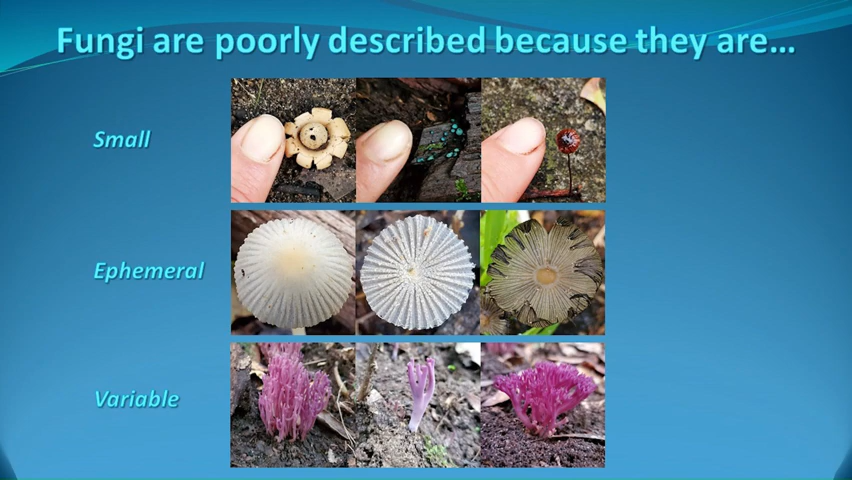 Fungi are poorly described because they are...
Small
Ephemeral
Variable